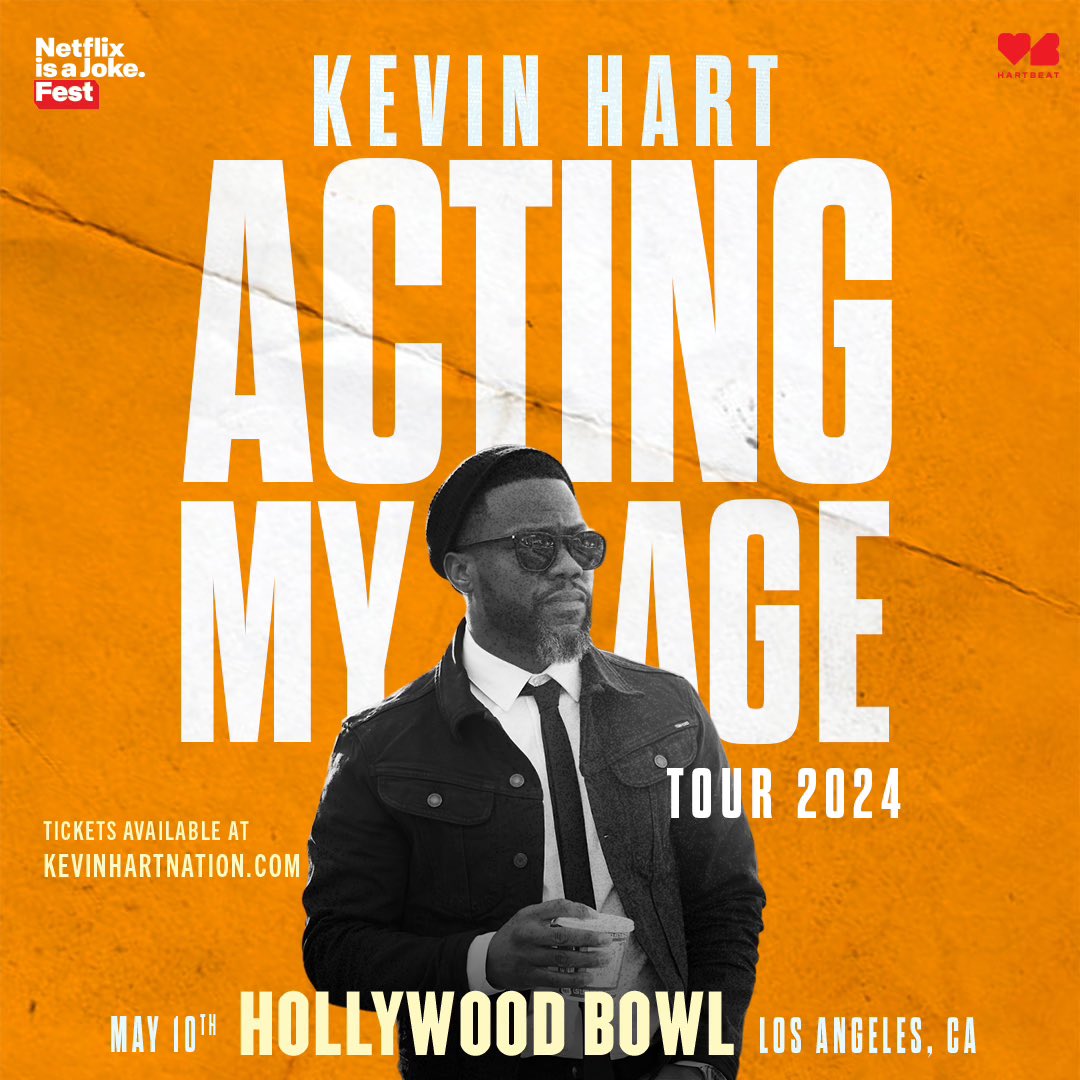 Netflix
is a Joke.
Fest
HARTBEAT
KEVIN HART
ACTING
MY AGE
TOUR 2024
TICKETS AVAILABLE AT
KEVINHARTNATION.COM
MAY 10TH HOLLYWOOD BOWL LOS ANGELES, CA